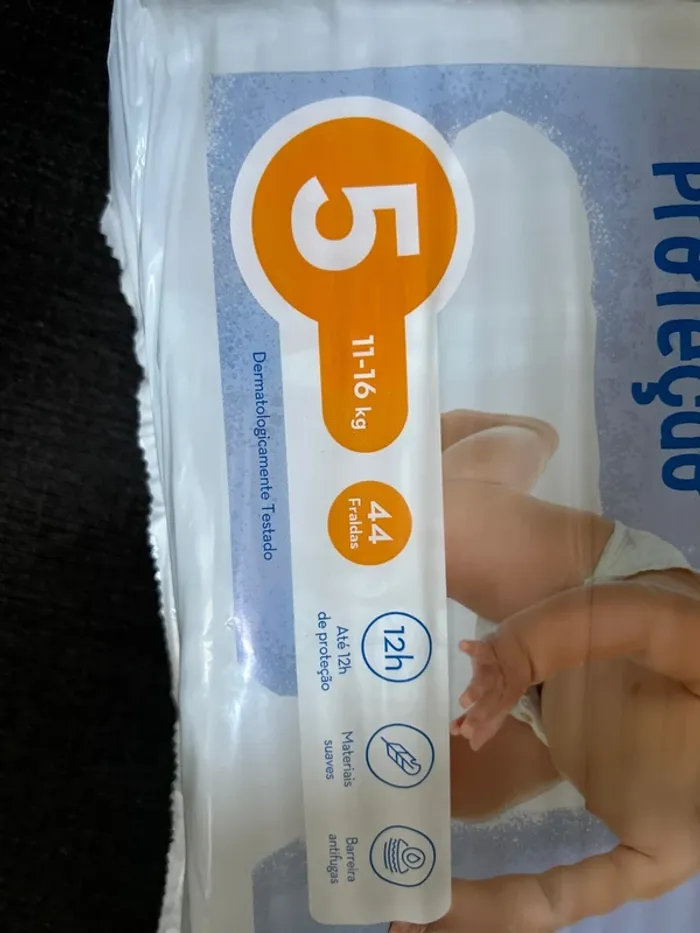 Proteção
5
11-16 kg
44
Fraldas
12h
Até 12h
de proteção
Materiais
suaves
Barreira
antifugas
Dermatologicamente Testado